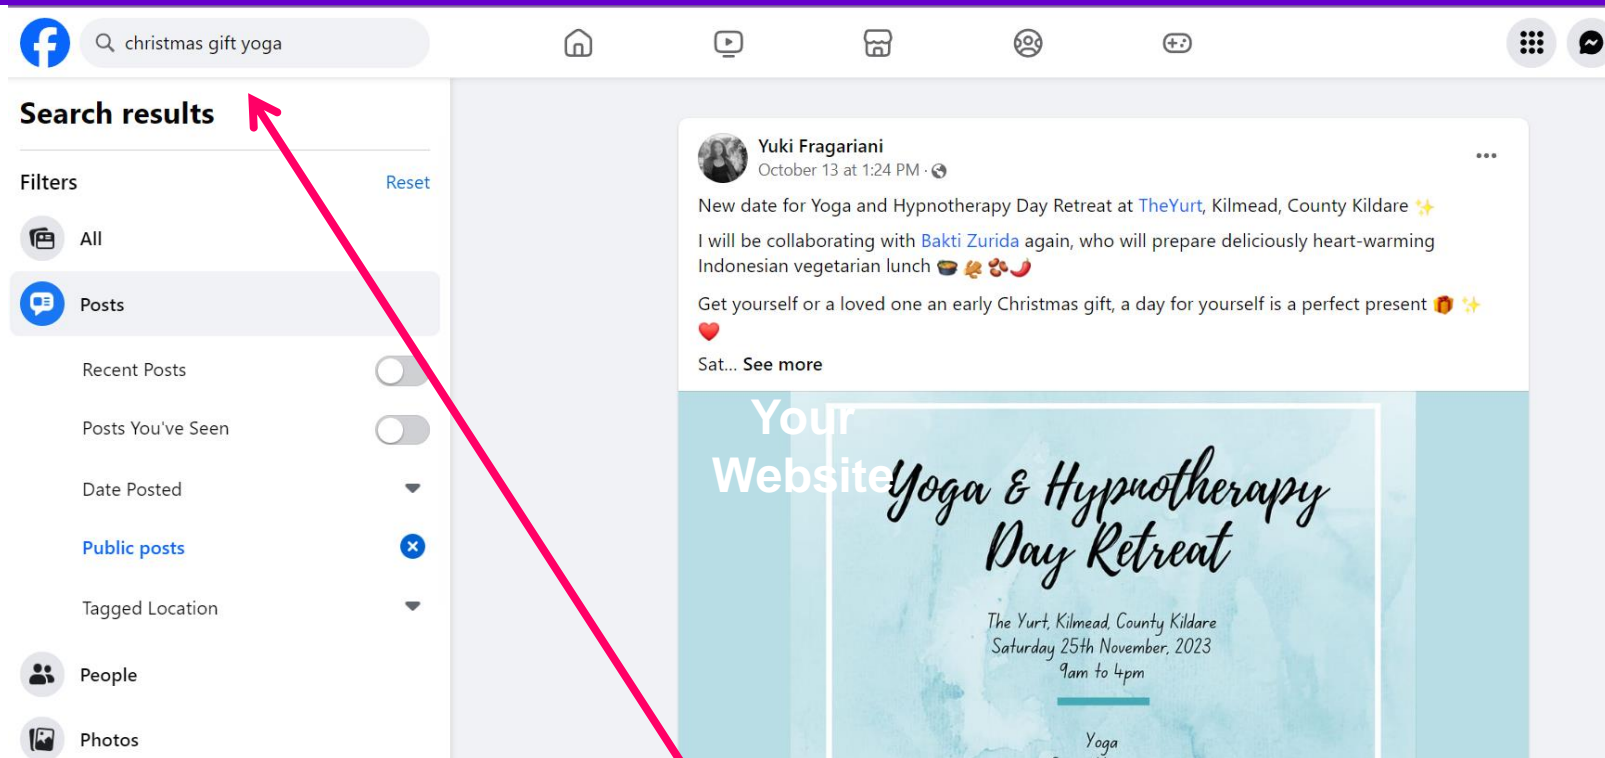 christmas gift yoga
Search results
Filters
Reset
All
Posts
Recent Posts
Posts You've Seen
Date Posted
Public posts
Tagged Location
People
Photos
Yuki Fragariani
October 13 at 1:24 PM ·
New date for Yoga and Hypnotherapy Day Retreat at TheYurt, Kilmead, County Kildare ✨
I will be collaborating with Bakti Zurida again, who will prepare deliciously heart-warming
Indonesian vegetarian lunch 🍲 🫚 🫘 🌶️
Get yourself or a loved one an early Christmas gift, a day for yourself is a perfect present 🎁 ✨
❤️
Sat... See more
Your
Website
Yoga & Hypnotherapy
Day Retreat
The Yurt, Kilmead, County Kildare
Saturday 25th November, 2023
9am to 4pm
Yoga